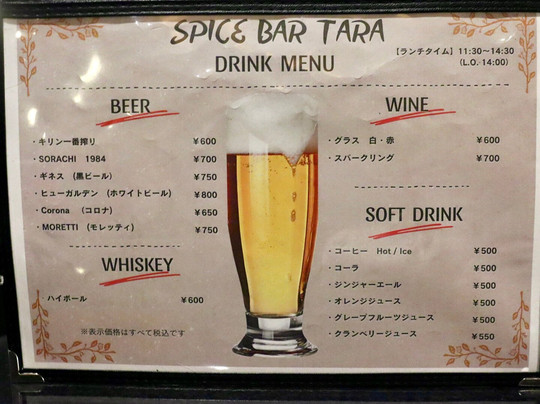 SPICE BAR TARA
DRINK MENU
【ランチタイム】11:30〜14:30
(L.O. 14:00)
BEER
・キリン一番搾り ¥600
・SORACHI 1984 ¥700
・ギネス (黒ビール) ¥750
・ヒューガルデン (ホワイトビール) ¥800
・Corona (コロナ) ¥650
・MORETTI (モレッティ) ¥750
WHISKEY
・ハイボール ¥600
※表示価格はすべて税込です
WINE
・グラス 白・赤 ¥600
・スパークリング ¥700
SOFT DRINK
・コーヒー Hot / Ice ¥500
・コーラ ¥500
・ジンジャーエール ¥500
・オレンジジュース ¥500
・グレープフルーツジュース ¥500
・クランベリージュース ¥550